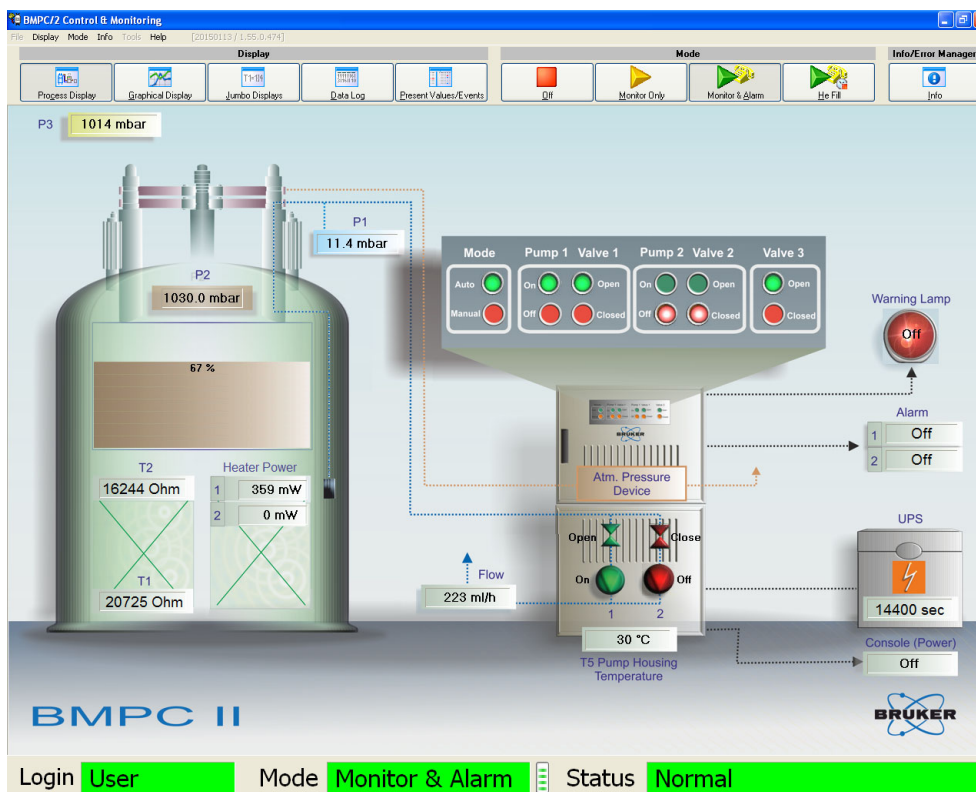 BMPC/2 Control & Monitoring
File Display Mode Info Tools Help [20150113 / 1.55.0.474]
Display Mode Info/Error Manager
Process Display Graphical Display Jumbo Displays Data Log Present Values/Events Off Monitor Only Monitor & Alarm He Fill Info
P3 1014 mbar
P1
11.4 mbar
P2
1030.0 mbar
67 %
T2
16244 Ohm
T1
20725 Ohm
Heater Power
1 359 mW
2 0 mW
Mode Pump 1 Valve 1 Pump 2 Valve 2 Valve 3
Auto On Open On Open Open
Manual Off Closed Off Closed Closed
Warning Lamp
Off
Alarm
1 Off
2 Off
BRUKER
Atm. Pressure
Device
Open Close
On Off
1 2
Flow
223 ml/h
30 °C
T5 Pump Housing
Temperature
UPS
14400 sec
Console (Power)
Off
BMPC II
BRUKER
Login User Mode Monitor & Alarm Status Normal